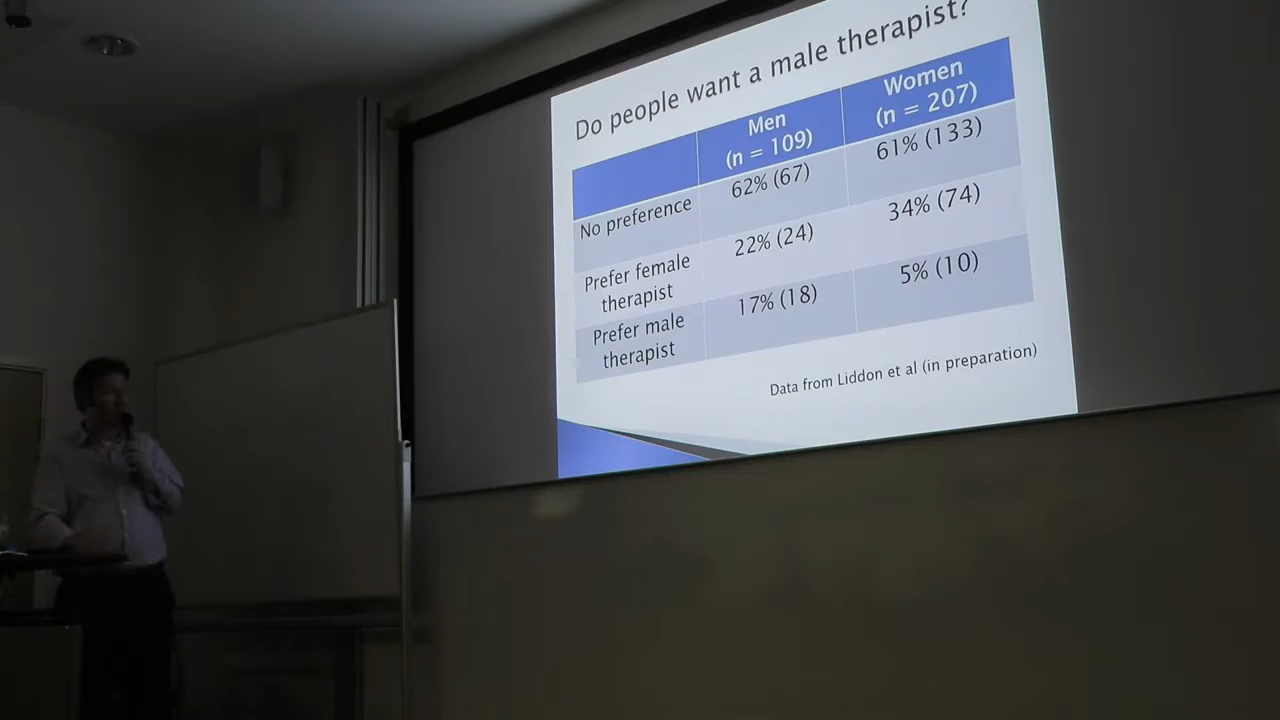 Do people want a male therapist?
Men
(n = 109)
Women
(n = 207)
No preference
62% (67)
61% (133)
Prefer female
therapist
22% (24)
34% (74)
Prefer male
therapist
17% (18)
5% (10)
Data from Liddon et al (in preparation)